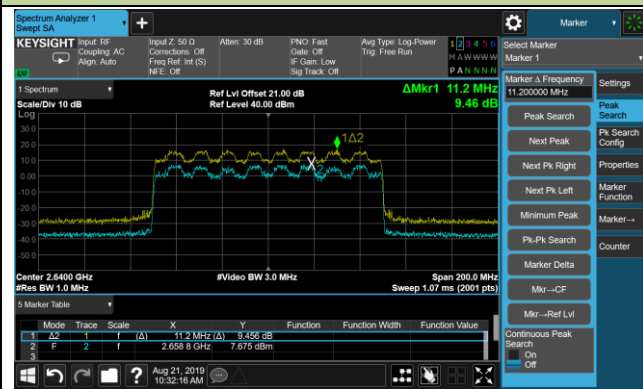 Spectrum Analyzer 1
Swept SA
+
Marker
KEYSIGHT
Input: RF
Coupling: AC
Align: Auto
Input Z: 50 Ω
Corrections: Off
Freq Ref: Int (S)
NFE: Off
Atten: 30 dB
PNO: Fast
Gate: Off
IF Gain: Low
Sig Track: Off
Avg Type: Log-Power
Trig: Free Run
1 2 3 4 5 6
M A W W W W
P A N N N N
Select Marker
Marker 1
LXI
1 Spectrum
Scale/Div 10 dB
Log
Ref Lvl Offset 21.00 dB
Ref Level 40.00 dBm
ΔMkr1 11.2 MHz
9.46 dB
30.0
20.0
10.0
0.00
-10.0
-20.0
-30.0
-40.0
-50.0
1Δ2
X2
Center 2.6400 GHz
#Res BW 1.0 MHz
#Video BW 3.0 MHz
Span 200.0 MHz
Sweep 1.07 ms (2001 pts)
5 Marker Table
Mode Trace Scale X Y Function Function Width Function Value
1 Δ2 1 f (Δ) 11.2 MHz (Δ) 9.456 dB
2 F 2 f 2.658 8 GHz 7.675 dBm
3
Marker Δ Frequency
11.200000 MHz
Peak Search
Next Peak
Next Pk Right
Next Pk Left
Minimum Peak
Pk-Pk Search
Marker Delta
Mkr→CF
Mkr→Ref Lvl
Continuous Peak
Search
On
Off
Settings
Peak
Search
Pk Search
Config
Properties
Marker
Function
Marker→
Counter
?
Aug 21, 2019
10:32:16 AM